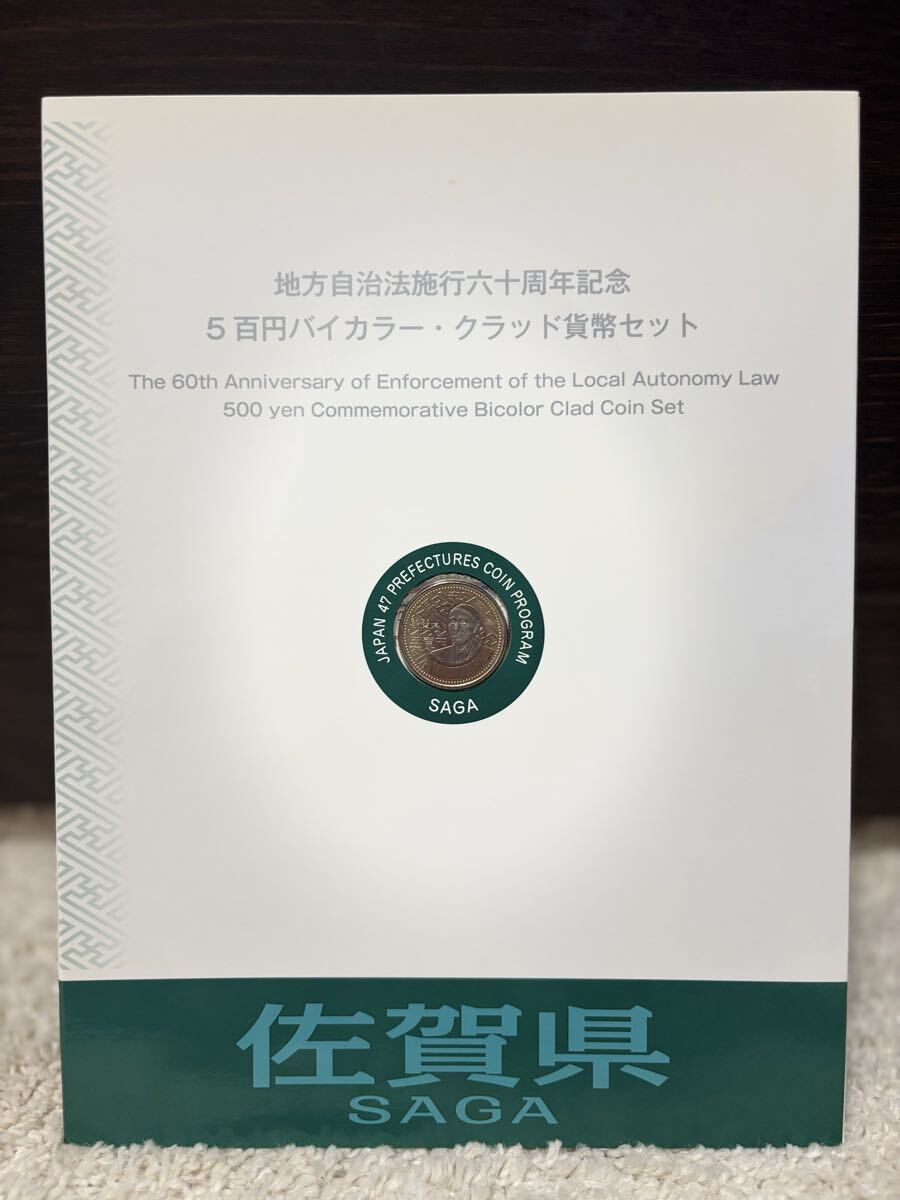 地方自治法施行六十周年記念
5百円バイカラー・クラッド貨幣セット
The 60th Anniversary of Enforcement of the Local Autonomy Law
500 yen Commemorative Bicolor Clad Coin Set
JAPAN 47 PREFECTURES COIN PROGRAM
SAGA
佐賀県
SAGA